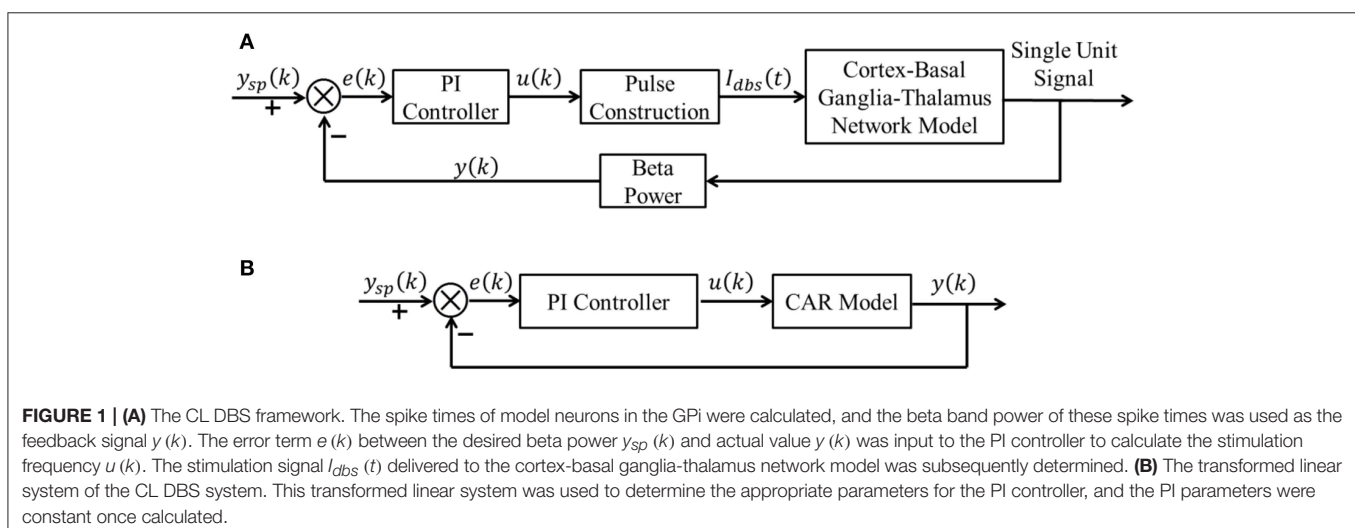 A
y_sp(k)
+
−
e(k)
PI
Controller
u(k)
Pulse
Construction
I_dbs(t)
Cortex-Basal
Ganglia-Thalamus
Network Model
Single Unit
Signal
y(k)
Beta
Power
B
y_sp(k)
+
−
e(k)
PI Controller
u(k)
CAR Model
y(k)
FIGURE 1 | (A) The CL DBS framework. The spike times of model neurons in the GPi were calculated, and the beta band power of these spike times was used as the
feedback signal y (k). The error term e (k) between the desired beta power y_sp (k) and actual value y (k) was input to the PI controller to calculate the stimulation
frequency u (k). The stimulation signal I_dbs (t) delivered to the cortex-basal ganglia-thalamus network model was subsequently determined. (B) The transformed linear
system of the CL DBS system. This transformed linear system was used to determine the appropriate parameters for the PI controller, and the PI parameters were
constant once calculated.